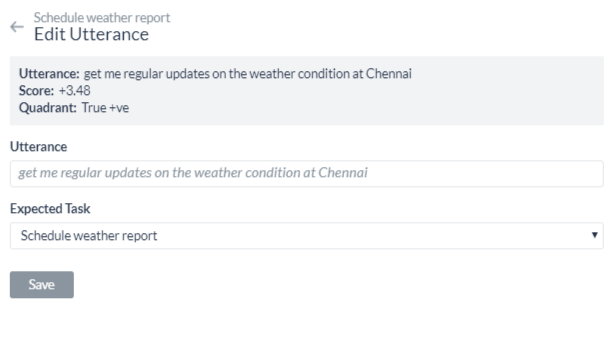 Schedule weather report
Edit Utterance
Utterance: get me regular updates on the weather condition at Chennai
Score: +3.48
Quadrant: True +ve
Utterance
get me regular updates on the weather condition at Chennai
Expected Task
Schedule weather report
Save